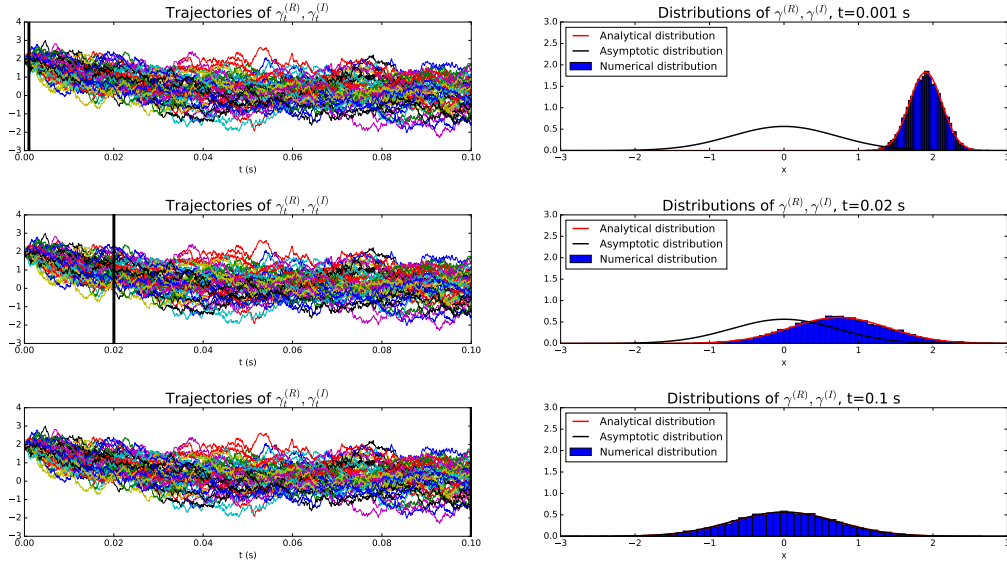 Trajectories of γ_t^(R), γ_t^(I)
4
3
2
1
0
−1
−2
−3
0.00 0.02 0.04 0.06 0.08 0.10
t (s)
Distributions of γ^(R), γ^(I), t=0.001 s
3.0
2.5
2.0
1.5
1.0
0.5
0.0
Analytical distribution
Asymptotic distribution
Numerical distribution
−3 −2 −1 0 1 2 3
x
Trajectories of γ_t^(R), γ_t^(I)
4
3
2
1
0
−1
−2
−3
0.00 0.02 0.04 0.06 0.08 0.10
t (s)
Distributions of γ^(R), γ^(I), t=0.02 s
3.0
2.5
2.0
1.5
1.0
0.5
0.0
Analytical distribution
Asymptotic distribution
Numerical distribution
−3 −2 −1 0 1 2 3
x
Trajectories of γ_t^(R), γ_t^(I)
4
3
2
1
0
−1
−2
−3
0.00 0.02 0.04 0.06 0.08 0.10
t (s)
Distributions of γ^(R), γ^(I), t=0.1 s
3.0
2.5
2.0
1.5
1.0
0.5
0.0
Analytical distribution
Asymptotic distribution
Numerical distribution
−3 −2 −1 0 1 2 3
x